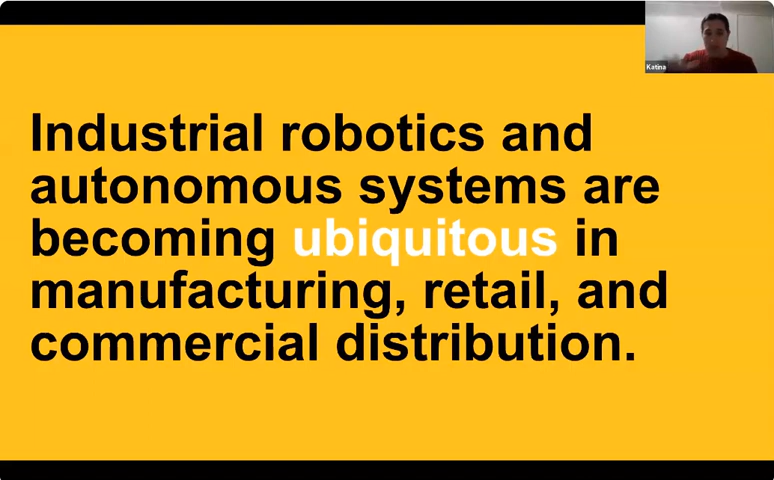 Katina
Industrial robotics and
autonomous systems are
becoming ubiquitous in
manufacturing, retail, and
commercial distribution.